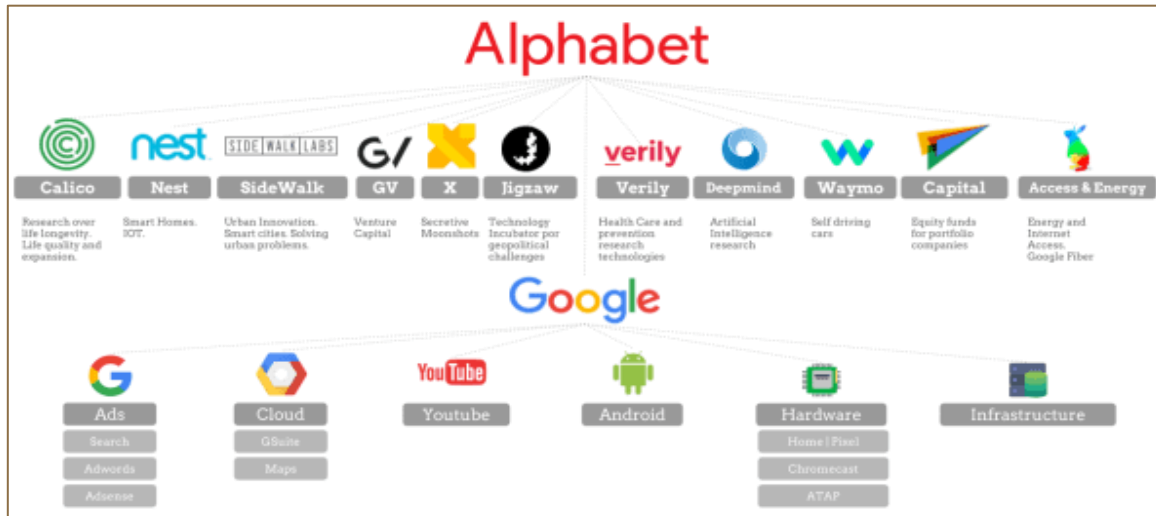 Alphabet
nest
SIDE WALK LABS
G/
verily
Calico
Nest
SideWalk
GV
X
Jigzaw
Verily
Deepmind
Waymo
Capital
Access & Energy
Research over
life longevity.
Life quality and
expansion.
Smart Homes.
IOT.
Urban Innovation.
Smart cities. Solving
urban problems.
Venture
Capital
Secretive
Moonshots
Technology
Incubator por
geopolitical
challenges
Health Care and
prevention
research
technologies
Artificial
Intelligence
research
Self driving
cars
Equity funds
for portfolio
companies
Energy and
Internet
Access.
Google Fiber
Google
G
YouTube
Ads
Cloud
Youtube
Android
Hardware
Infrastructure
Search
Adwords
Adsense
GSuite
Maps
Home | Pixel
Chromecast
ATAP